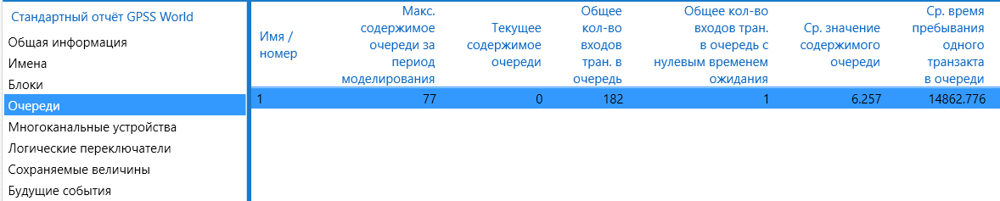 Стандартный отчёт GPSS World
Общая информация
Имена
Блоки
Очереди
Многоканальные устройства
Логические переключатели
Сохраняемые величины
Будущие события
Имя /
номер
Макс.
содержимое
очереди за
период
моделирования
Текущее
содержимое
очереди
Общее
кол-во
входов
тран. в
очередь
Общее кол-во
входов тран.
в очередь с
нулевым временем
ожидания
Ср. значение
содержимого
очереди
Ср. время
пребывания
одного
транзакта
в очереди
1 77 0 182 1 6.257 14862.776